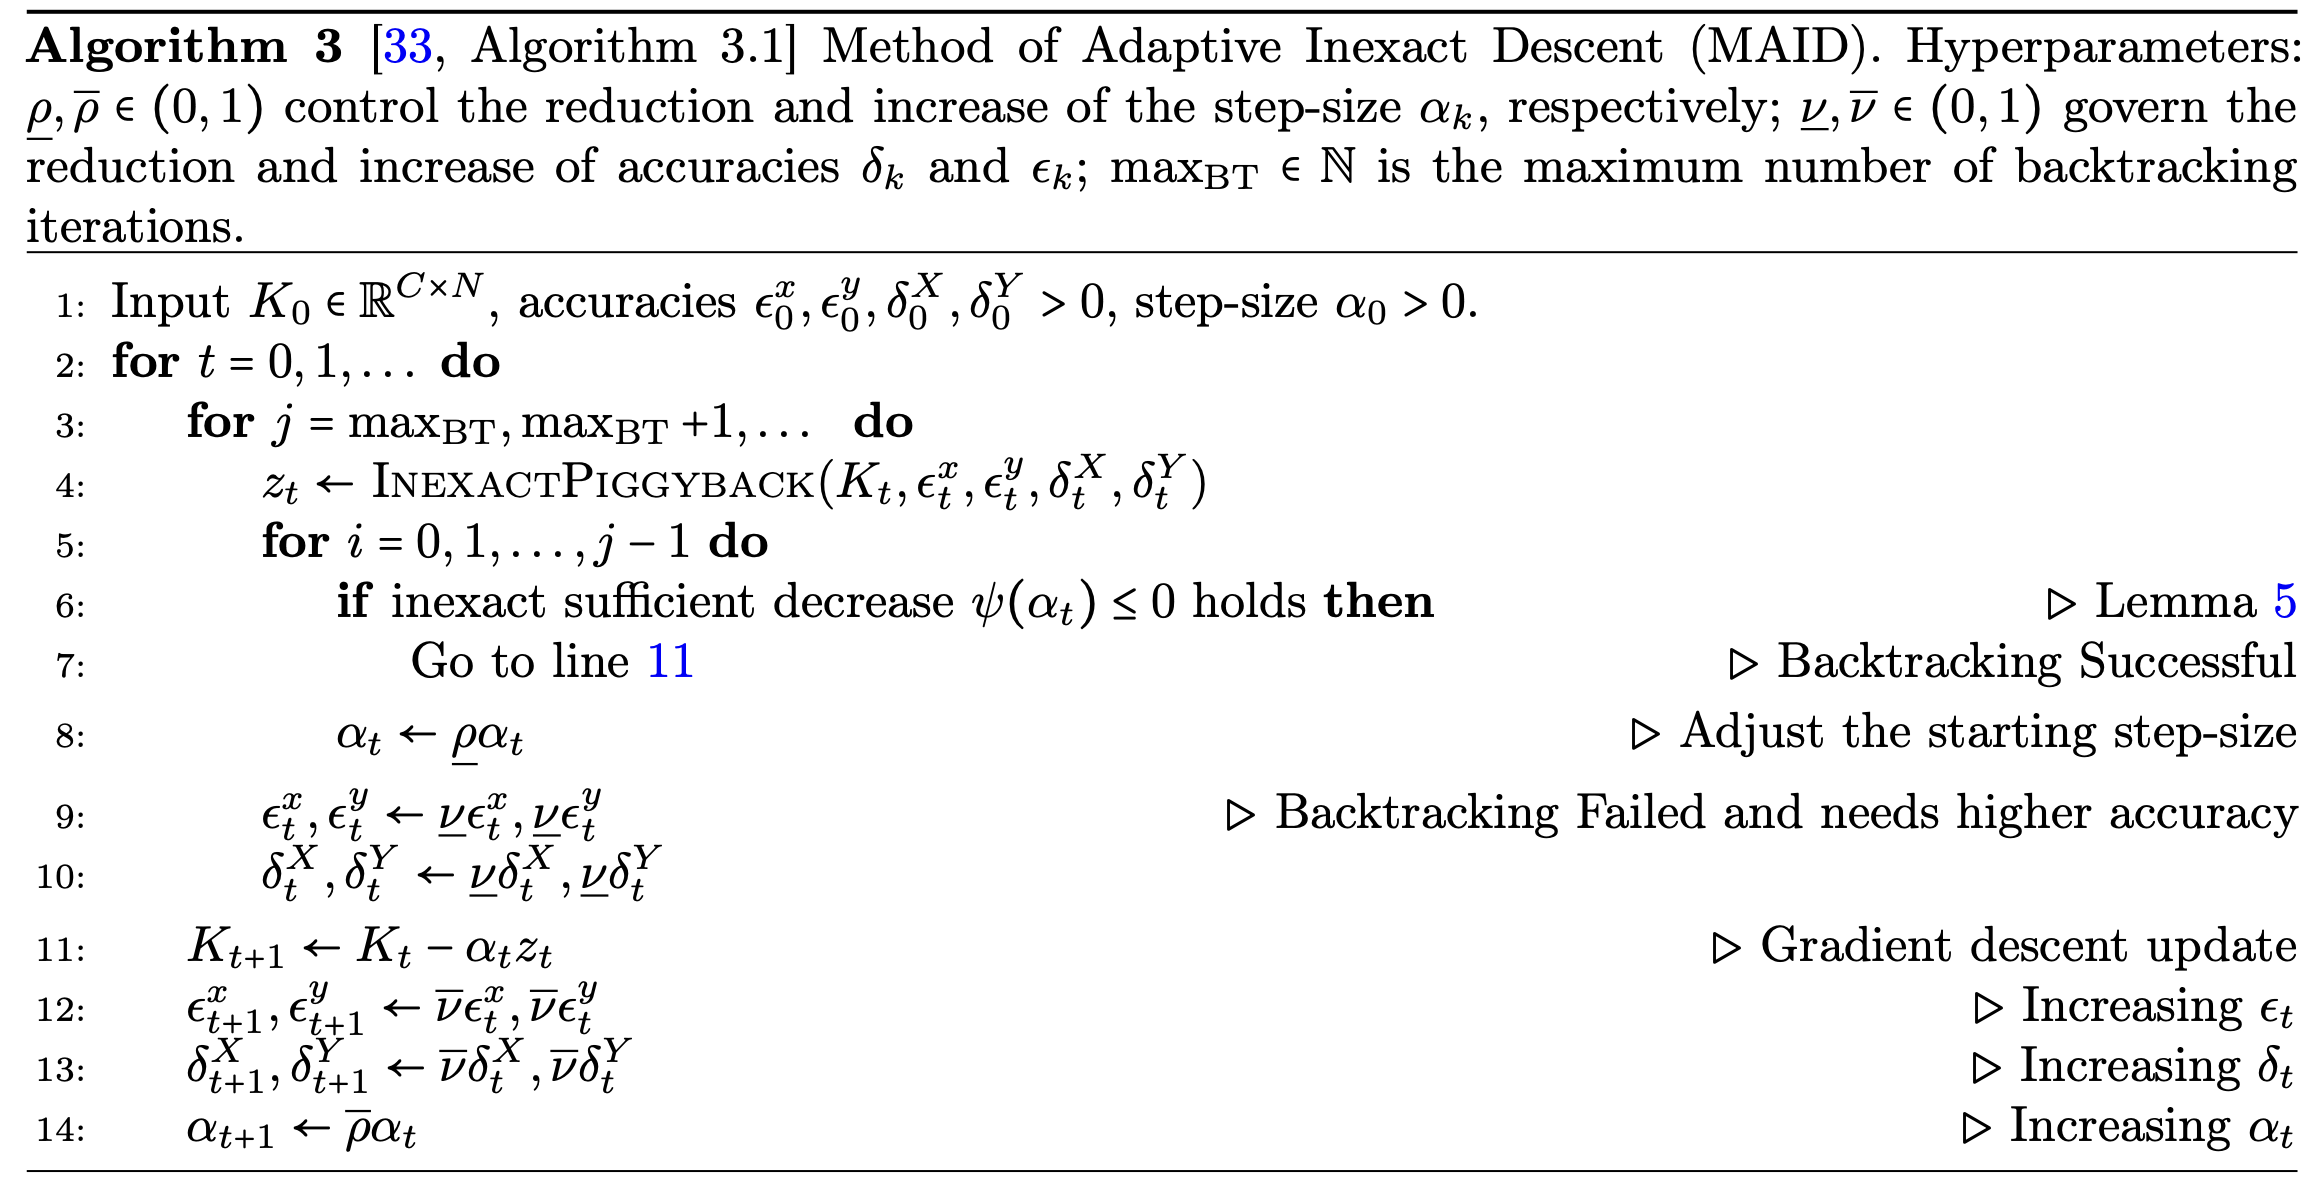 Algorithm 3 [33, Algorithm 3.1] Method of Adaptive Inexact Descent (MAID). Hyperparameters:
$\underline{\rho}, \overline{\rho} \in (0, 1)$ control the reduction and increase of the step-size $\alpha_k$, respectively; $\underline{\nu}, \overline{\nu} \in (0, 1)$ govern the
reduction and increase of accuracies $\delta_k$ and $\epsilon_k$; $\max_{\mathrm{BT}} \in \mathbb{N}$ is the maximum number of backtracking
iterations.
1: Input $K_0 \in \mathbb{R}^{C \times N}$, accuracies $\epsilon_0^x, \epsilon_0^y, \delta_0^X, \delta_0^Y > 0$, step-size $\alpha_0 > 0$.
2: for $t = 0, 1, \ldots$ do
3: for $j = \max_{\mathrm{BT}}, \max_{\mathrm{BT}} +1, \ldots$ do
4: $z_t \leftarrow$ InexactPiggyback$(K_t, \epsilon_t^x, \epsilon_t^y, \delta_t^X, \delta_t^Y)$
5: for $i = 0, 1, \ldots, j - 1$ do
6: if inexact sufficient decrease $\psi(\alpha_t) \leq 0$ holds then ▷ Lemma 5
7: Go to line 11 ▷ Backtracking Successful
8: $\alpha_t \leftarrow \underline{\rho}\alpha_t$ ▷ Adjust the starting step-size
9: $\epsilon_t^x, \epsilon_t^y \leftarrow \underline{\nu}\epsilon_t^x, \underline{\nu}\epsilon_t^y$ ▷ Backtracking Failed and needs higher accuracy
10: $\delta_t^X, \delta_t^Y \leftarrow \underline{\nu}\delta_t^X, \underline{\nu}\delta_t^Y$
11: $K_{t+1} \leftarrow K_t - \alpha_t z_t$ ▷ Gradient descent update
12: $\epsilon_{t+1}^x, \epsilon_{t+1}^y \leftarrow \overline{\nu}\epsilon_t^x, \overline{\nu}\epsilon_t^y$ ▷ Increasing $\epsilon_t$
13: $\delta_{t+1}^X, \delta_{t+1}^Y \leftarrow \overline{\nu}\delta_t^X, \overline{\nu}\delta_t^Y$ ▷ Increasing $\delta_t$
14: $\alpha_{t+1} \leftarrow \overline{\rho}\alpha_t$ ▷ Increasing $\alpha_t$